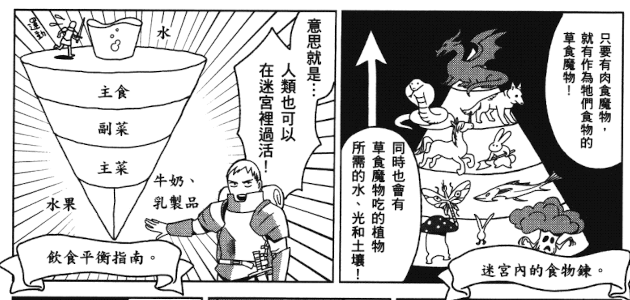 只要有肉食魔物，
就有作為牠們食物的
草食魔物！
同時也會有
草食魔物吃的植物
所需的水、光和土壤！
迷宮內的食物鍊。
意思就是…
人類也可以
在迷宮裡過活！
運動
水
主食
副菜
主菜
牛奶、
乳製品
水果
飲食平衡指南。